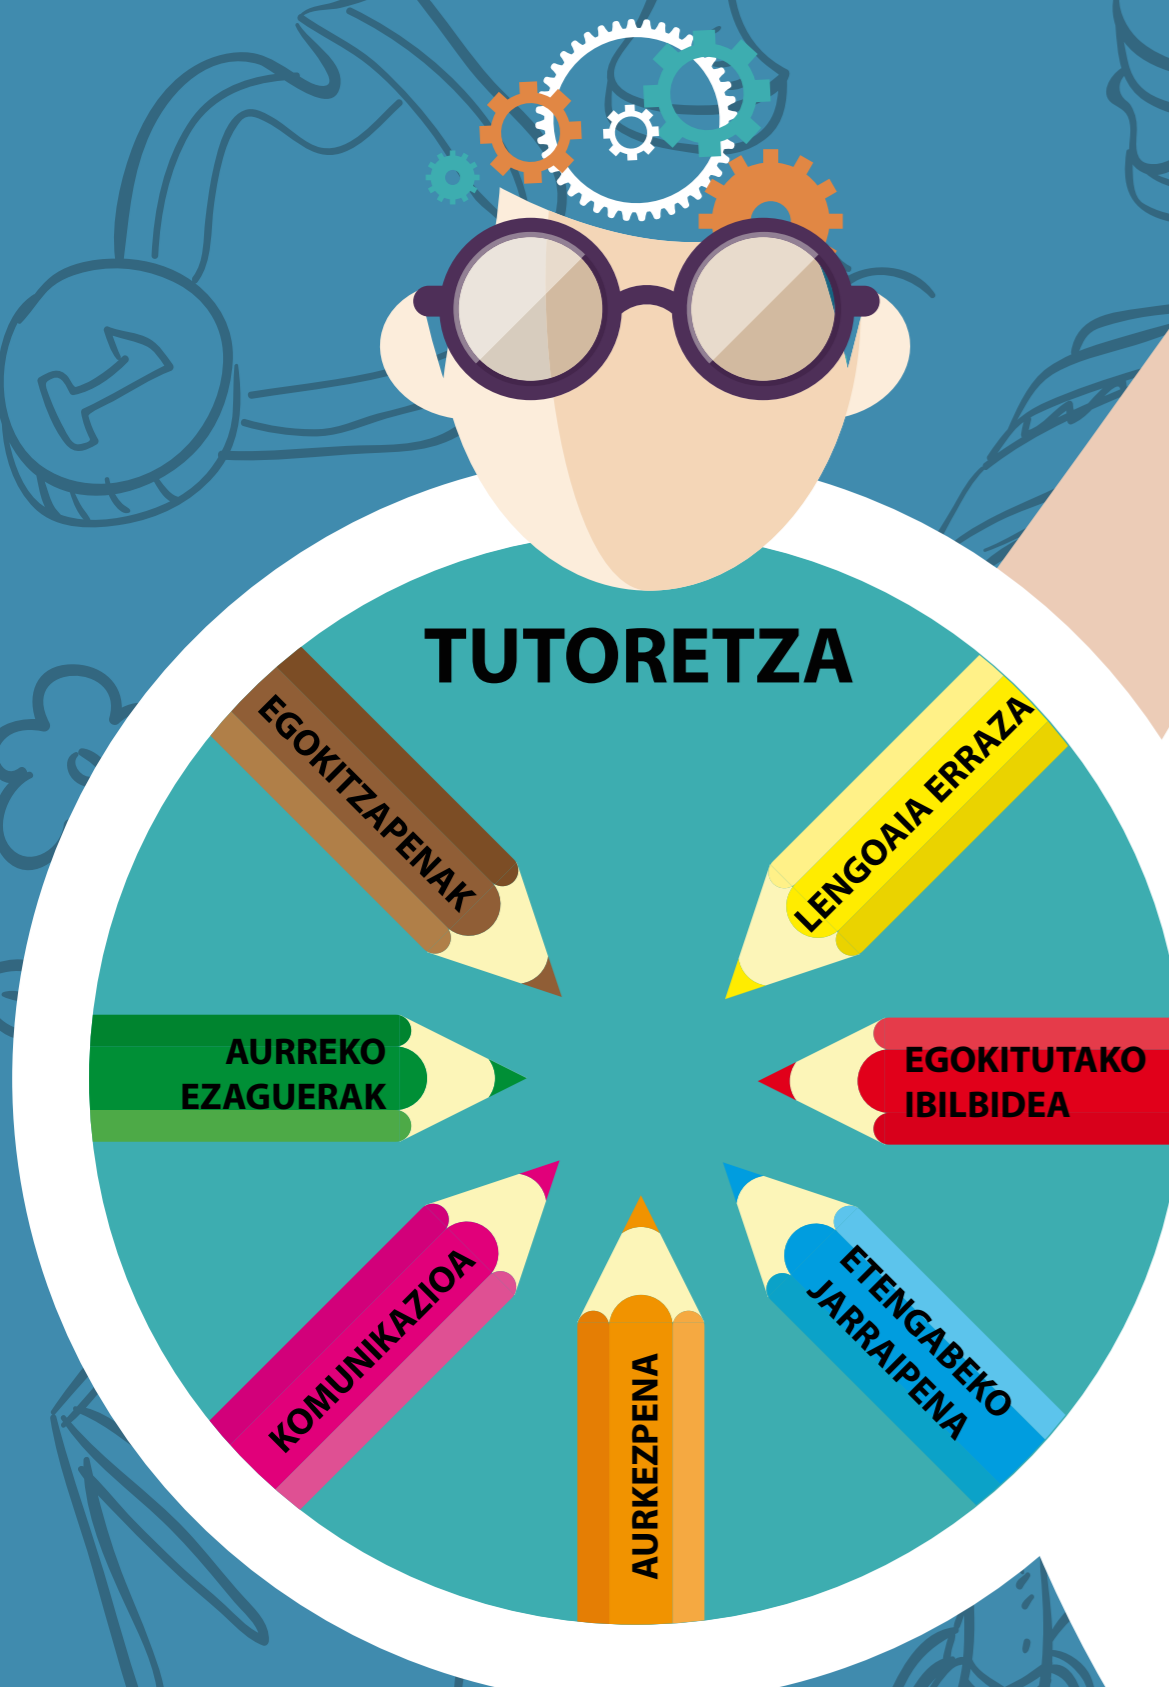 TUTORETZA
EGOKITZAPENAK
LENGOAIA ERRAZA
AURREKO
EZAGUERAK
EGOKITUTAKO
IBILBIDEA
KOMUNIKAZIOA
AURKEZPENA
ETENGABEKO
JARRAIPENA